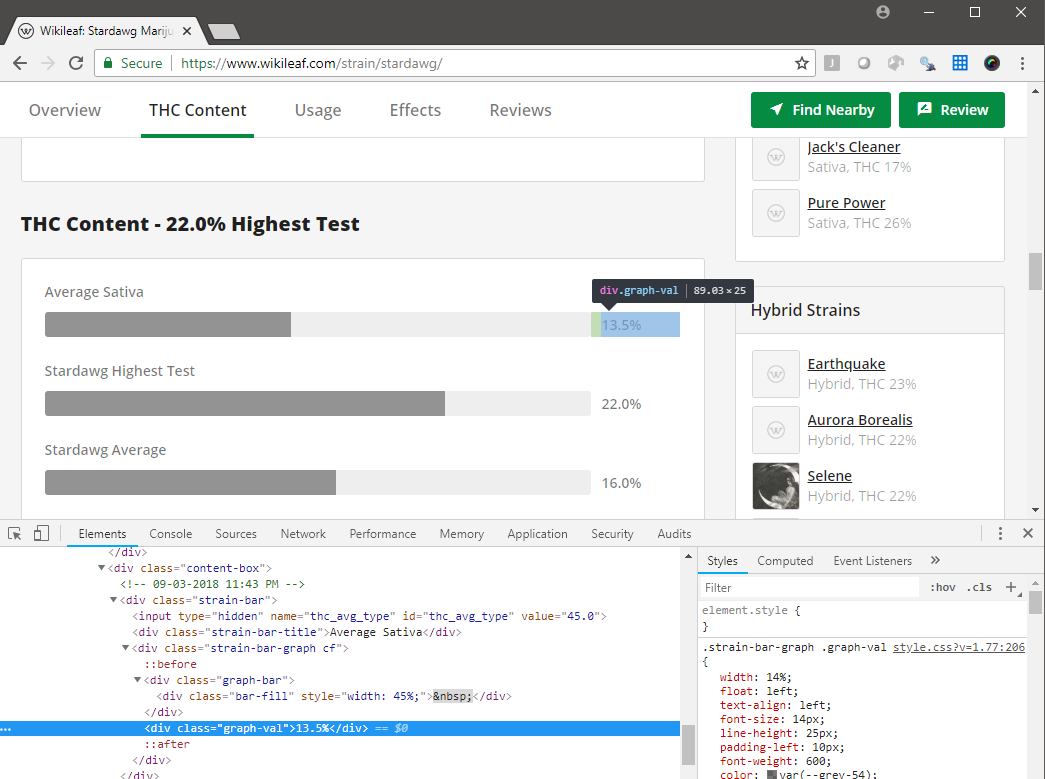 Wikileaf: Stardawg Mariju
Secure https://www.wikileaf.com/strain/stardawg/
Overview THC Content Usage Effects Reviews Find Nearby Review
Jack's Cleaner
Sativa, THC 17%
Pure Power
Sativa, THC 26%
THC Content - 22.0% Highest Test
Average Sativa
div.graph-val 89.03 × 25
13.5%
Stardawg Highest Test
22.0%
Stardawg Average
16.0%
Hybrid Strains
Earthquake
Hybrid, THC 23%
Aurora Borealis
Hybrid, THC 22%
Selene
Hybrid, THC 22%
Elements Console Sources Network Performance Memory Application Security Audits
</div>
<div class="content-box">
<!-- 09-03-2018 11:43 PM -->
<div class="strain-bar">
<input type="hidden" name="thc_avg_type" id="thc_avg_type" value="45.0">
<div class="strain-bar-title">Average Sativa</div>
<div class="strain-bar-graph cf">
::before
<div class="graph-bar">
<div class="bar-fill" style="width: 45%;">&nbsp;</div>
</div>
<div class="graph-val">13.5%</div> == $0
::after
</div>
</div>
Styles Computed Event Listeners »
Filter :hov .cls +
element.style {
}
.strain-bar-graph .graph-val style.css?v=1.77:206
{
width: 14%;
float: left;
text-align: left;
font-size: 14px;
line-height: 25px;
padding-left: 10px;
font-weight: 600;
color: var(--grey-54);